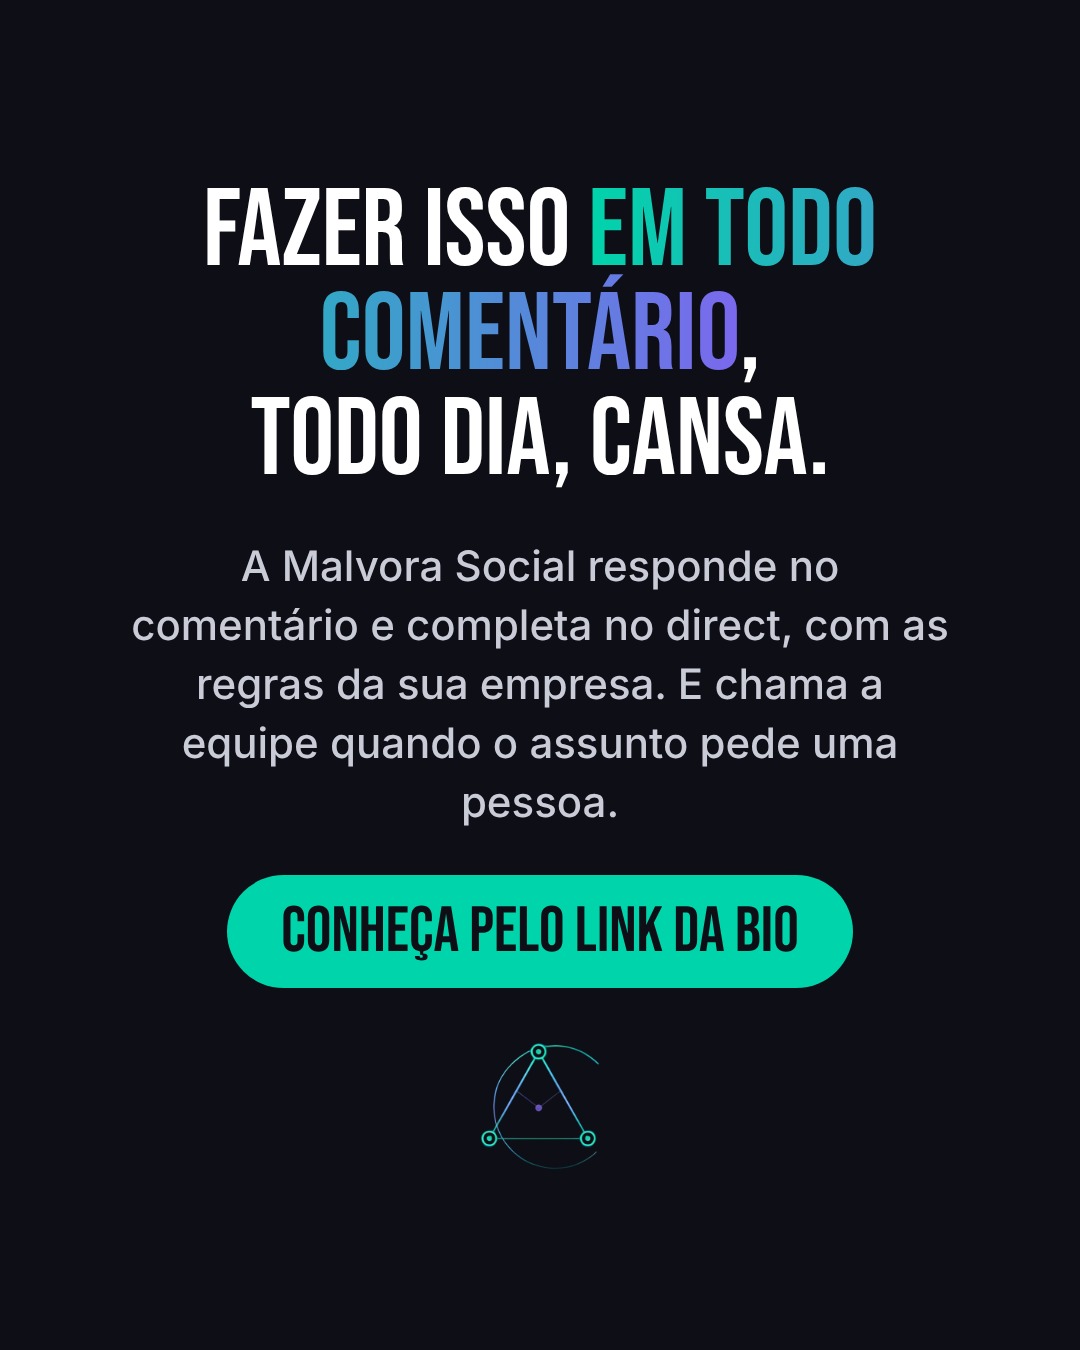 FAZER ISSO EM TODO
COMENTÁRIO,
TODO DIA, CANSA.
A Malvora Social responde no
comentário e completa no direct, com as
regras da sua empresa. E chama a
equipe quando o assunto pede uma
pessoa.
CONHEÇA PELO LINK DA BIO